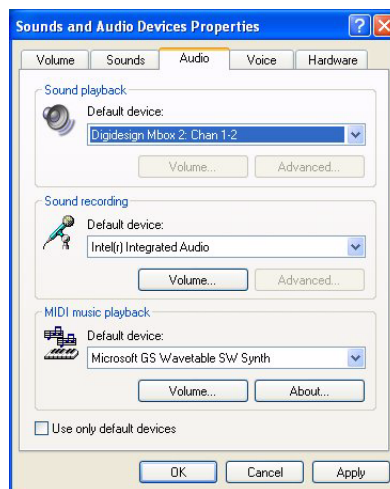 Sounds and Audio Devices Properties
Volume Sounds Audio Voice Hardware
Sound playback
Default device:
Digidesign Mbox 2: Chan 1-2
Volume... Advanced...
Sound recording
Default device:
Intel(r) Integrated Audio
Volume... Advanced...
MIDI music playback
Default device:
Microsoft GS Wavetable SW Synth
Volume... About...
Use only default devices
OK Cancel Apply